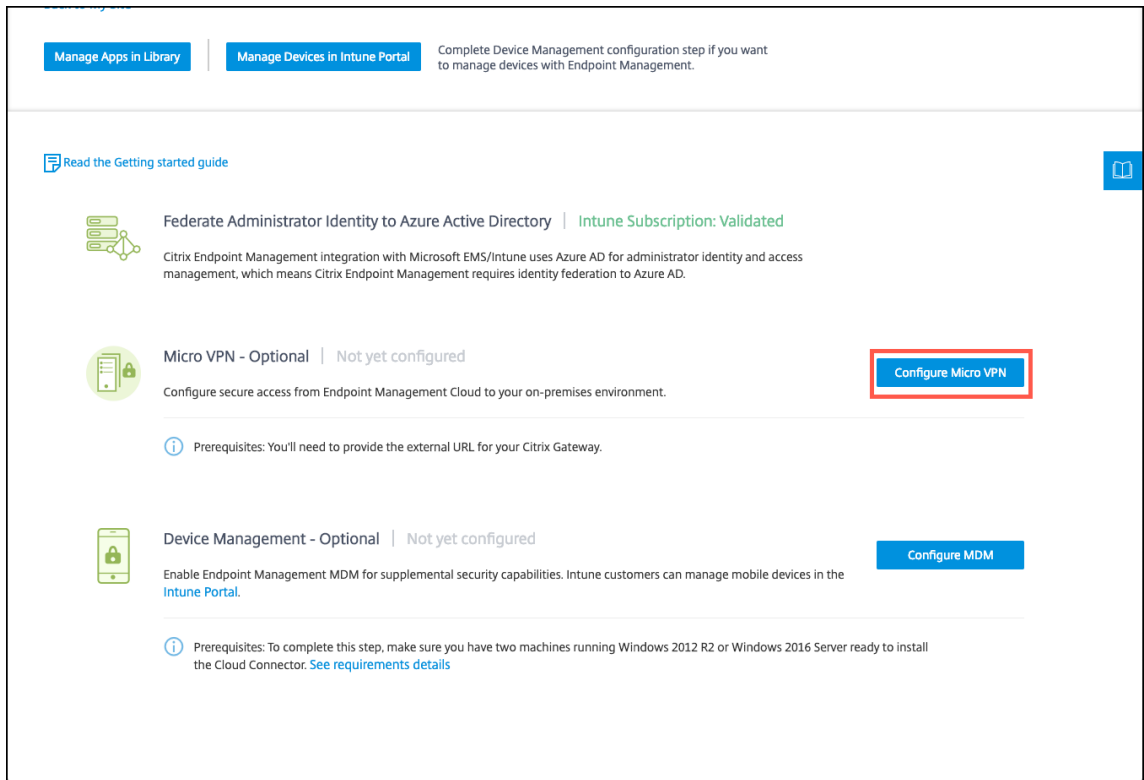 Back to My Site
Manage Apps in Library
Manage Devices in Intune Portal
Complete Device Management configuration step if you want
to manage devices with Endpoint Management.
Read the Getting started guide
Federate Administrator Identity to Azure Active Directory | Intune Subscription: Validated
Citrix Endpoint Management integration with Microsoft EMS/Intune uses Azure AD for administrator identity and access
management, which means Citrix Endpoint Management requires identity federation to Azure AD.
Micro VPN - Optional | Not yet configured
Configure Micro VPN
Configure secure access from Endpoint Management Cloud to your on-premises environment.
Prerequisites: You'll need to provide the external URL for your Citrix Gateway.
Device Management - Optional | Not yet configured
Configure MDM
Enable Endpoint Management MDM for supplemental security capabilities. Intune customers can manage mobile devices in the
Intune Portal.
Prerequisites: To complete this step, make sure you have two machines running Windows 2012 R2 or Windows 2016 Server ready to install
the Cloud Connector. See requirements details